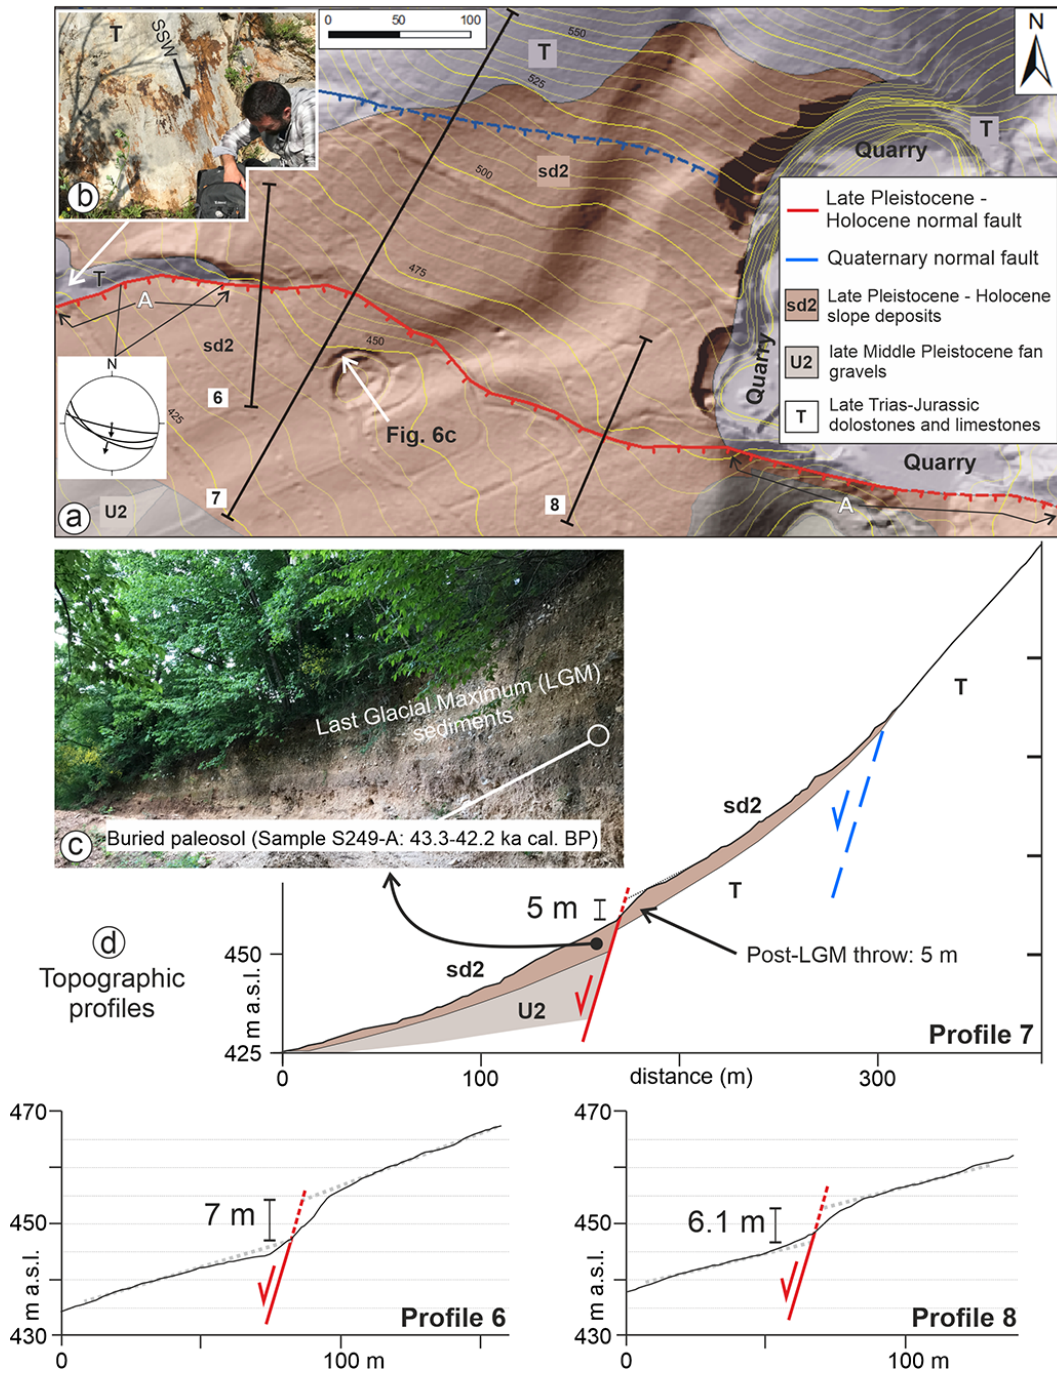 T
SSW
b
0 50 100
N
550
T
525
500
sd2
475
450
425
T
A
sd2
N
6
7
8
Fig. 6c
U2
a
Quarry
T
Quarry
Quarry
A
Late Pleistocene -
Holocene normal fault
Quaternary normal fault
sd2 Late Pleistocene - Holocene
slope deposits
U2 late Middle Pleistocene fan
gravels
T Late Trias-Jurassic
dolostones and limestones
Last Glacial Maximum (LGM)
sediments
c
Buried paleosol (Sample S249-A: 43.3-42.2 ka cal. BP)
d
Topographic
profiles
T
sd2
T
5 m
Post-LGM throw: 5 m
sd2
U2
450
425
m a.s.l.
Profile 7
0 100 distance (m) 300
470
450
430
m a.s.l.
7 m
Profile 6
0 100 m
470
450
430
m a.s.l.
6.1 m
Profile 8
0 100 m